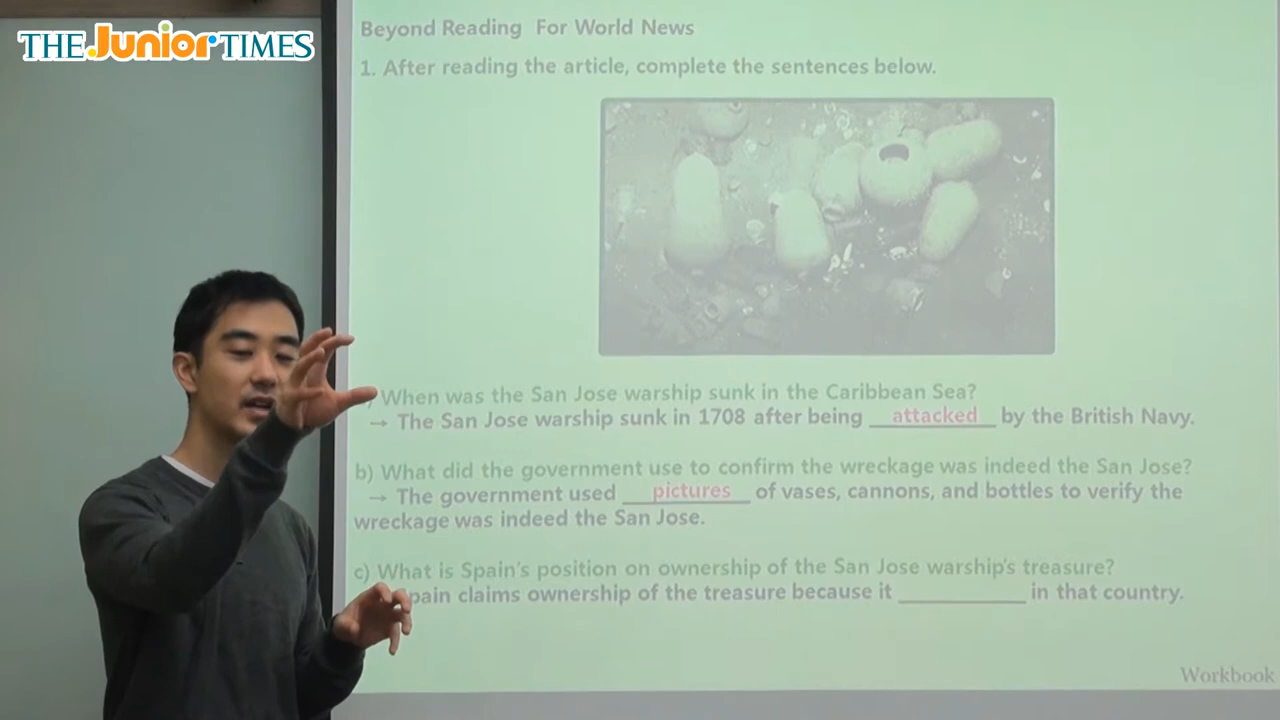 THE Junior TIMES
Beyond Reading For World News
1. After reading the article, complete the sentences below.
When was the San Jose warship sunk in the Caribbean Sea?
→ The San Jose warship sunk in 1708 after being attacked by the British Navy.
b) What did the government use to confirm the wreckage was indeed the San Jose?
→ The government used pictures of vases, cannons, and bottles to verify the
wreckage was indeed the San Jose.
c) What is Spain's position on ownership of the San Jose warship's treasure?
pain claims ownership of the treasure because it __________ in that country.
Workbook